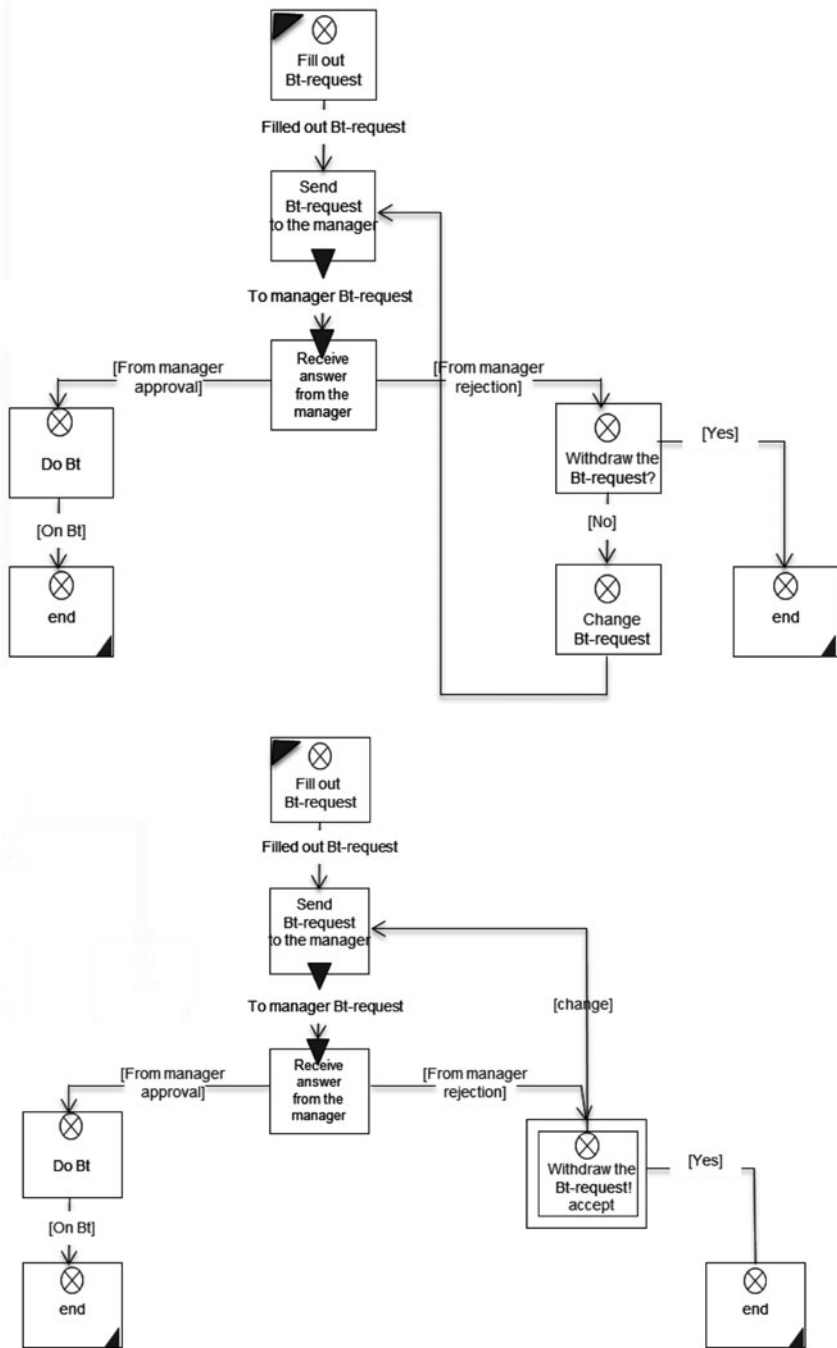 Fill out
Bt-request
Filled out Bt-request
Send
Bt-request
to the manager
To manager Bt-request
[From manager
approval]
Receive
answer
from the
manager
[From manager
rejection]
Do Bt
Withdraw the
Bt-request?
[Yes]
[On Bt]
[No]
end
Change
Bt-request
end
Fill out
Bt-request
Filled out Bt-request
Send
Bt-request
to the manager
To manager Bt-request
[change]
[From manager
approval]
Receive
answer
from the
manager
[From manager
rejection]
Do Bt
Withdraw the
Bt-request!
accept
[Yes]
[On Bt]
end
end